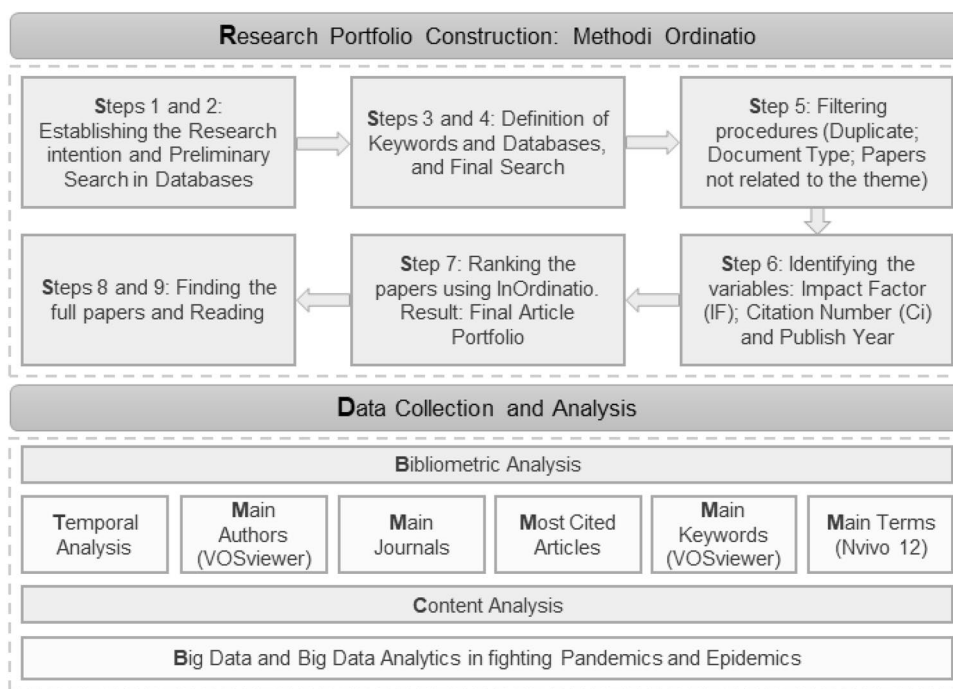 Research Portfolio Construction: Methodi Ordinatio
Steps 1 and 2:
Establishing the Research
intention and Preliminary
Search in Databases
Steps 3 and 4: Definition of
Keywords and Databases,
and Final Search
Step 5: Filtering
procedures (Duplicate;
Document Type; Papers
not related to the theme)
Step 6: Identifying the
variables: Impact Factor
(IF); Citation Number (Ci)
and Publish Year
Step 7: Ranking the
papers using InOrdinatio.
Result: Final Article
Portfolio
Steps 8 and 9: Finding the
full papers and Reading
Data Collection and Analysis
Bibliometric Analysis
Temporal
Analysis
Main
Authors
(VOSviewer)
Main
Journals
Most Cited
Articles
Main
Keywords
(VOSviewer)
Main Terms
(Nvivo 12)
Content Analysis
Big Data and Big Data Analytics in fighting Pandemics and Epidemics